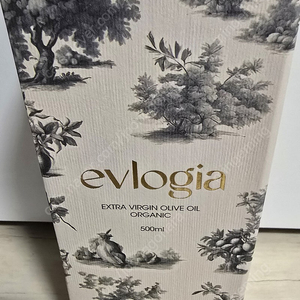 evlogia
EXTRA VIRGIN OLIVE OIL
ORGANIC
500ml